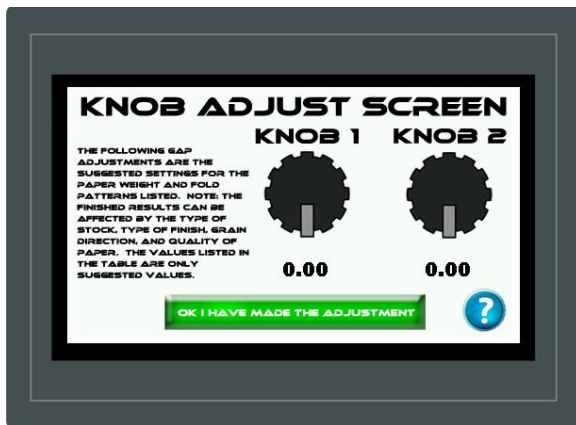 KNOB ADJUST SCREEN
KNOB 1 KNOB 2
THE FOLLOWING GAP
ADJUSTMENTS ARE THE
SUGGESTED SETTINGS FOR THE
PAPER WEIGHT AND FOLD
PATTERNS LISTED. NOTE: THE
FINISHED RESULTS CAN BE
AFFECTED BY THE TYPE OF
STOCK, TYPE OF FINISH, GRAIN
DIRECTION, AND QUALITY OF
PAPER. THE VALUES LISTED IN
THE TABLE ARE ONLY
SUGGESTED VALUES.
0.00 0.00
OK I HAVE MADE THE ADJUSTMENT
?